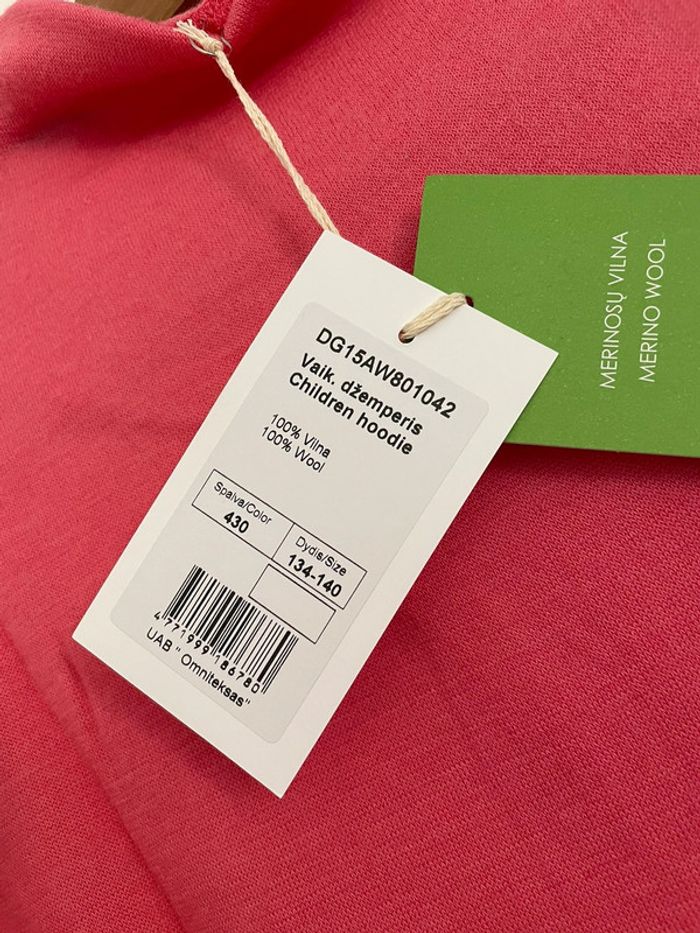 DG15AW801042
Vaik. džemperis
Children hoodie
100% Vilna
100% Wool
Spalva/Color
430
Dydis/Size
134-140
4771999186780
UAB " Omniteksas"
MERINOSŲ VILNA
MERINO WOOL